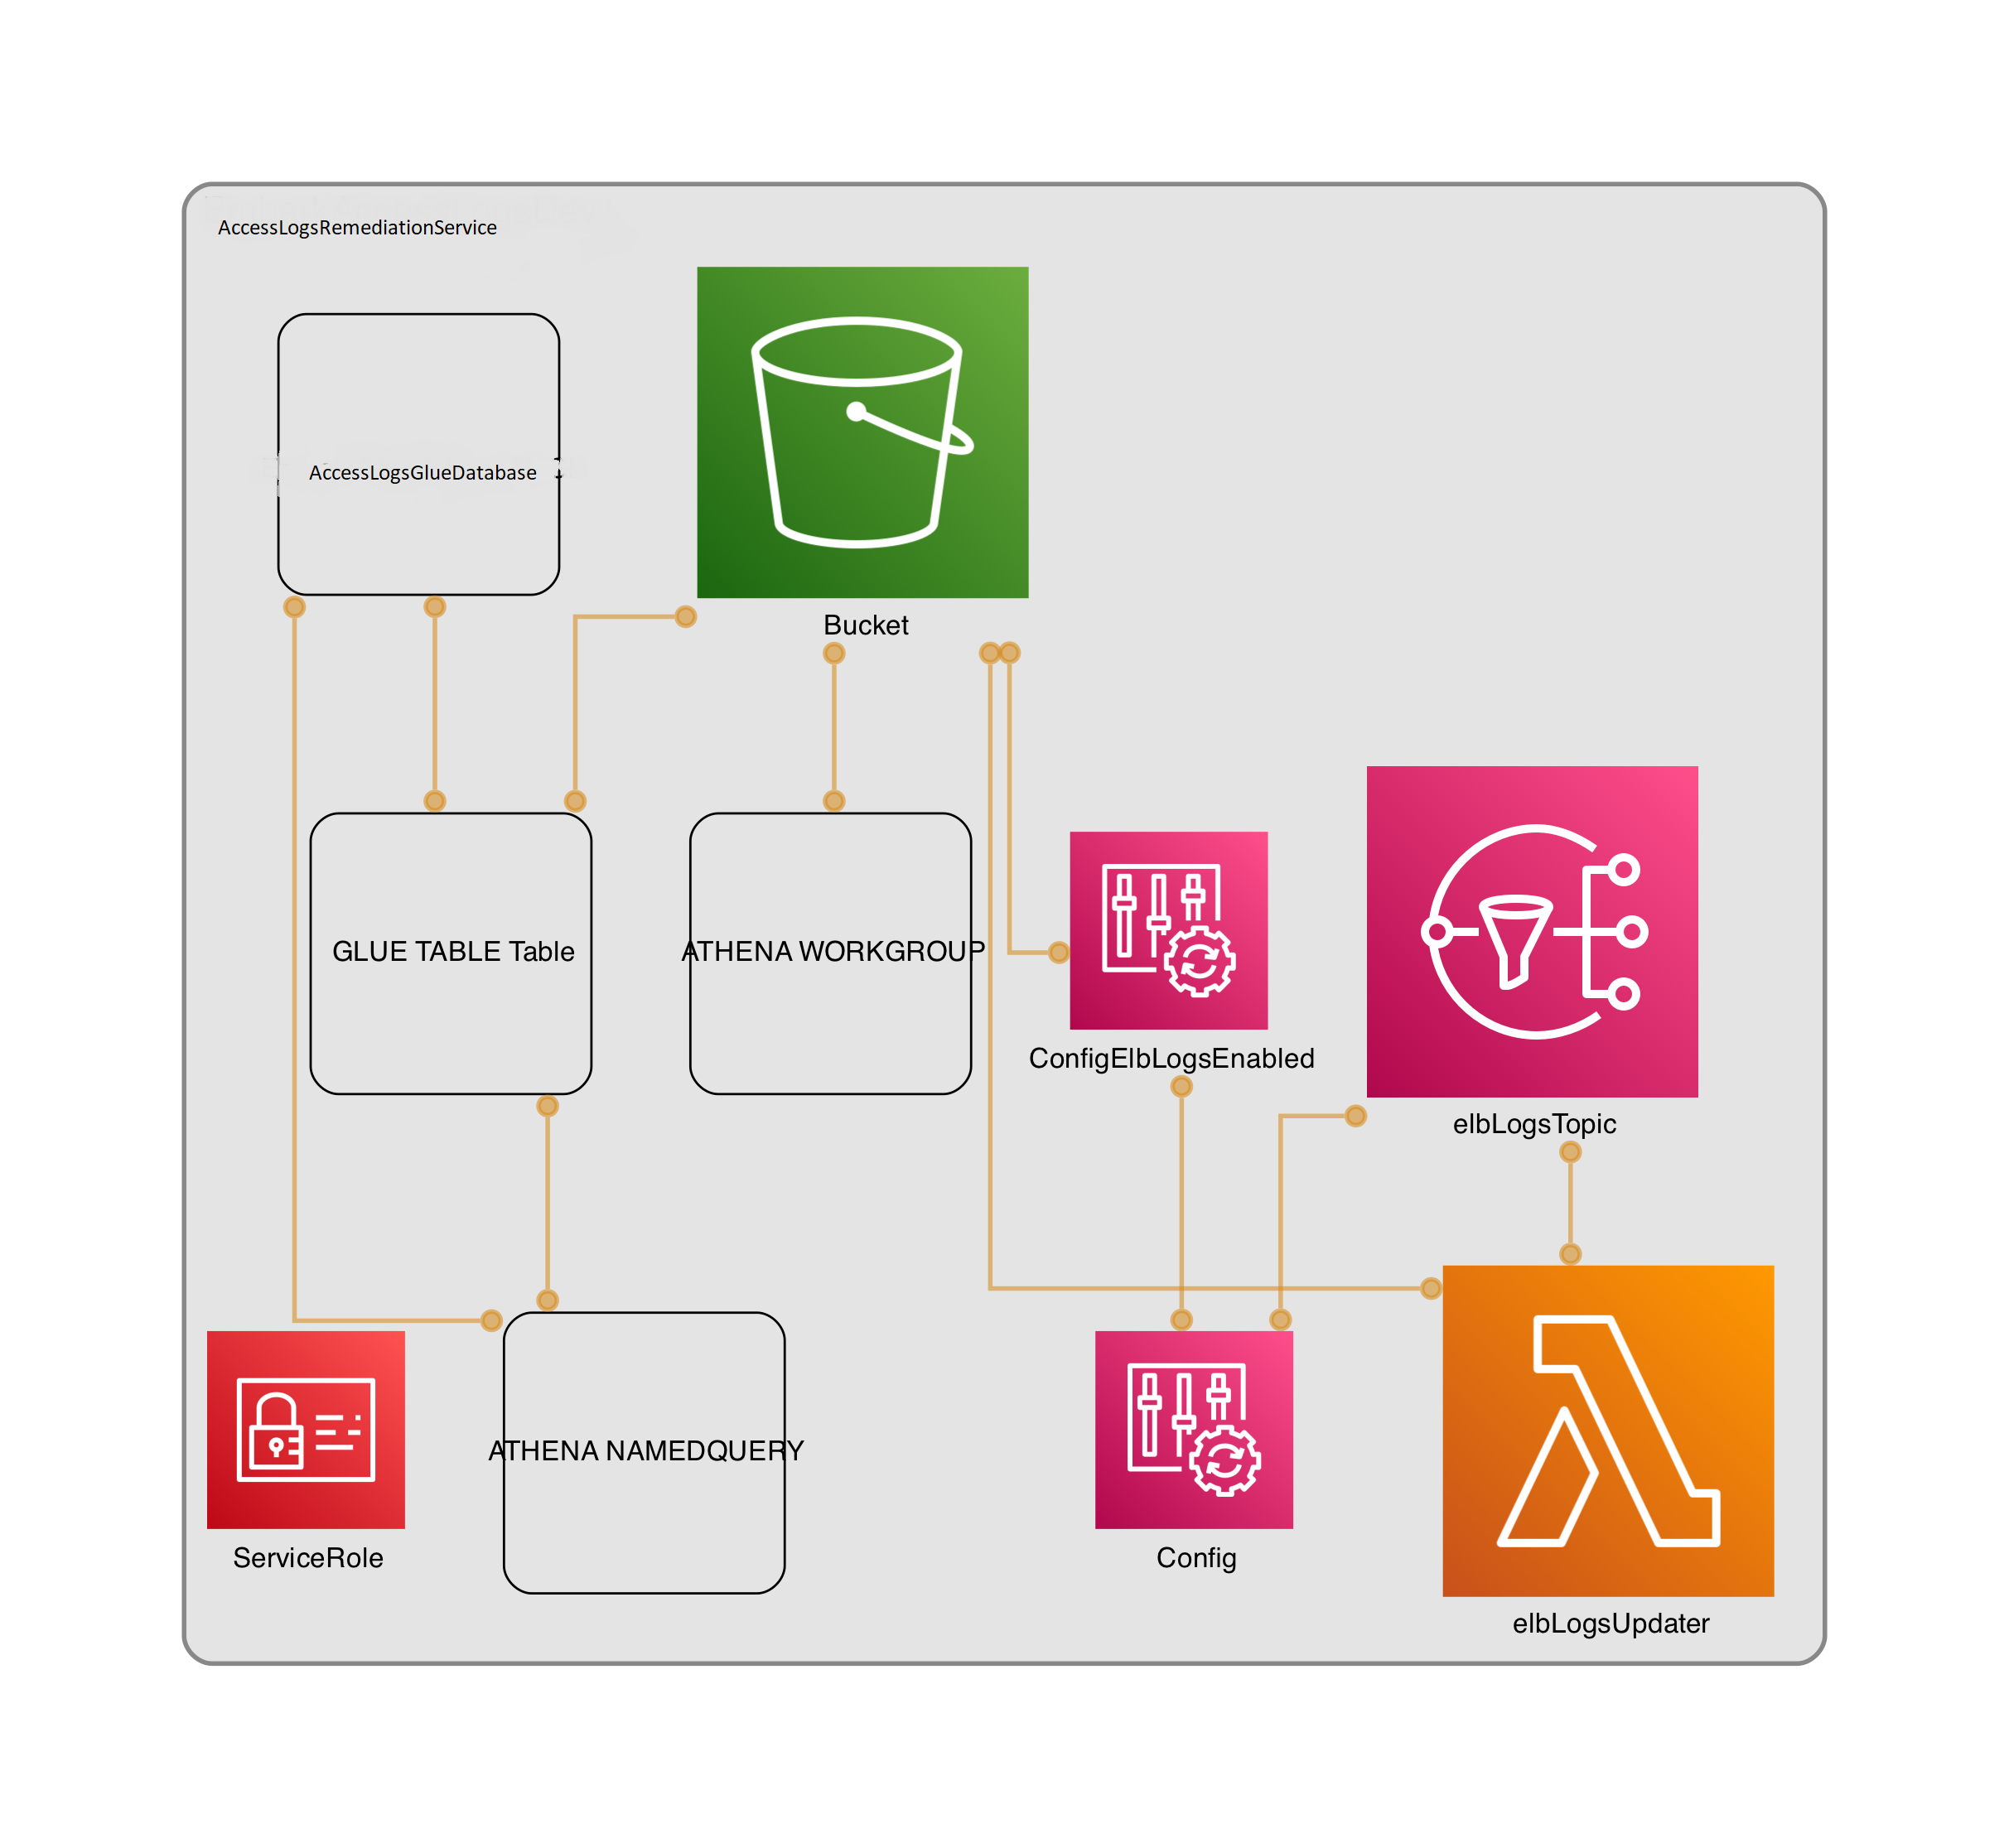 AccessLogsRemediationService
AccessLogsGlueDatabase
Bucket
GLUE TABLE Table
ATHENA WORKGROUP
ConfigElbLogsEnabled
elbLogsTopic
ATHENA NAMEDQUERY
ServiceRole
Config
elbLogsUpdater